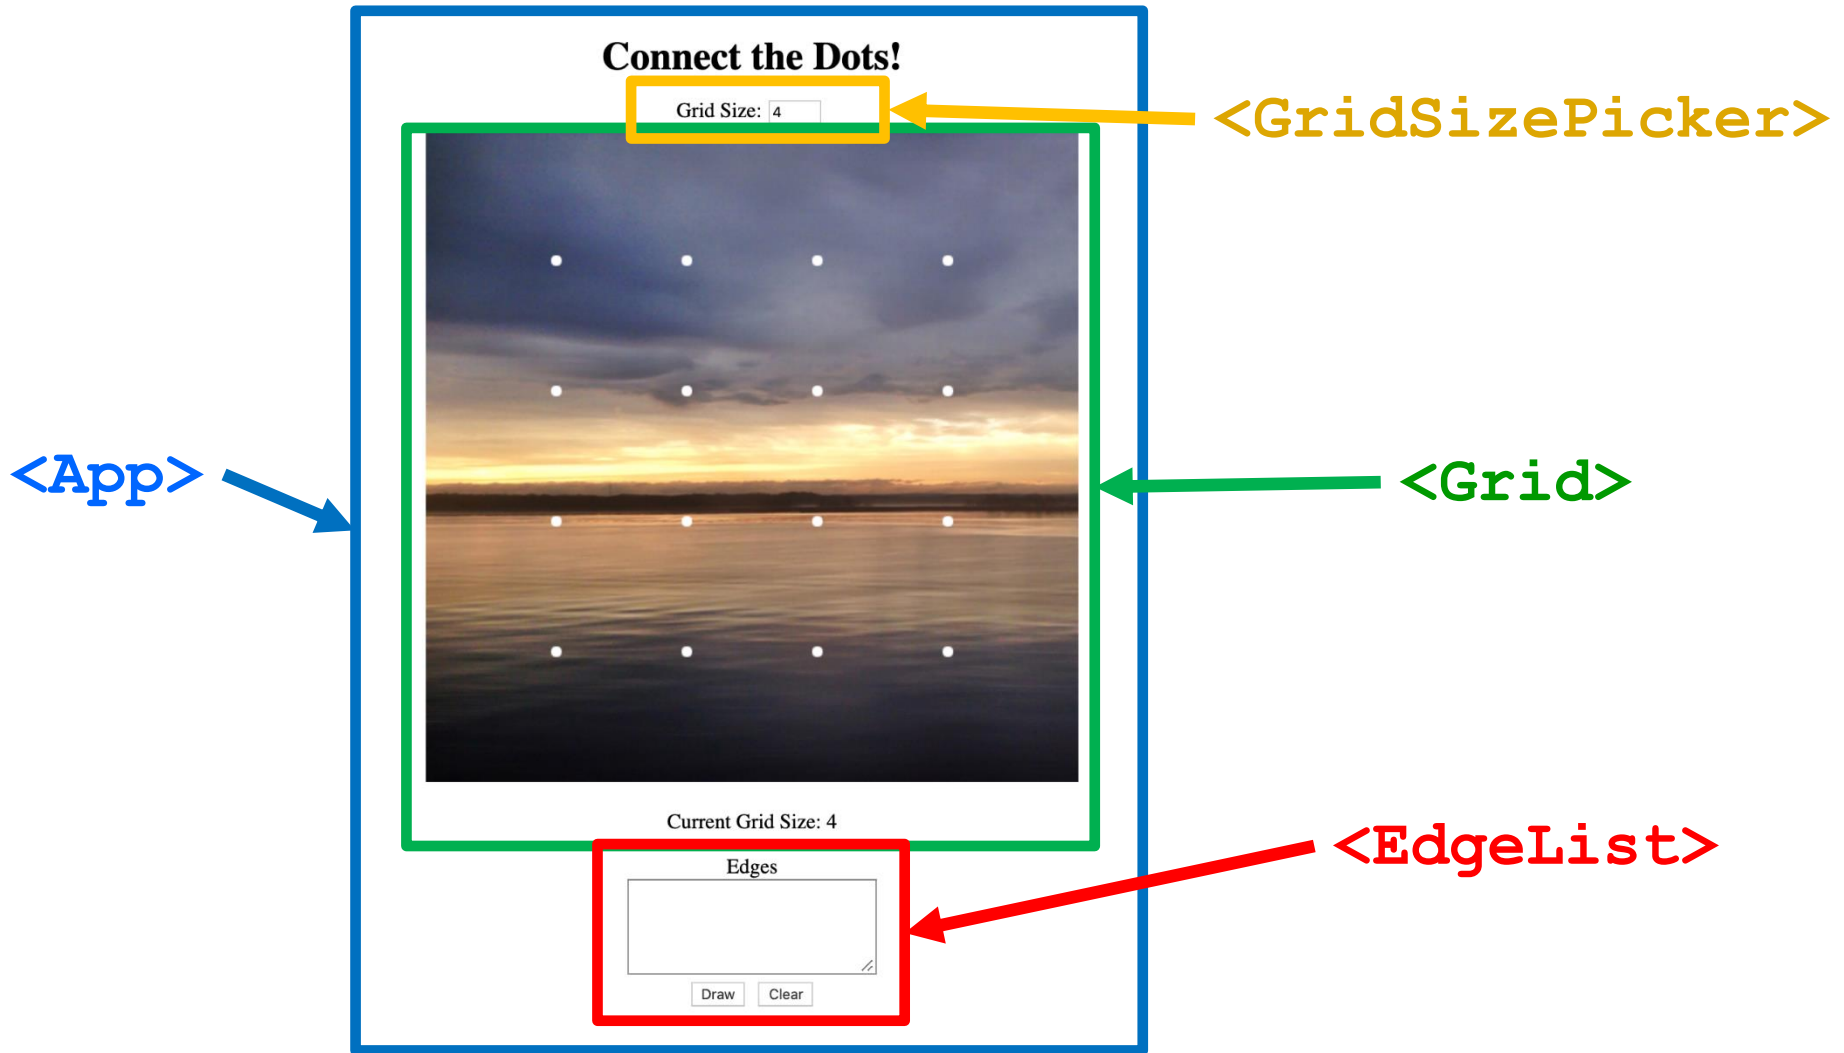 Connect the Dots!
Grid Size: 4
<GridSizePicker>
<App>
<Grid>
Current Grid Size: 4
<EdgeList>
Edges
Draw Clear